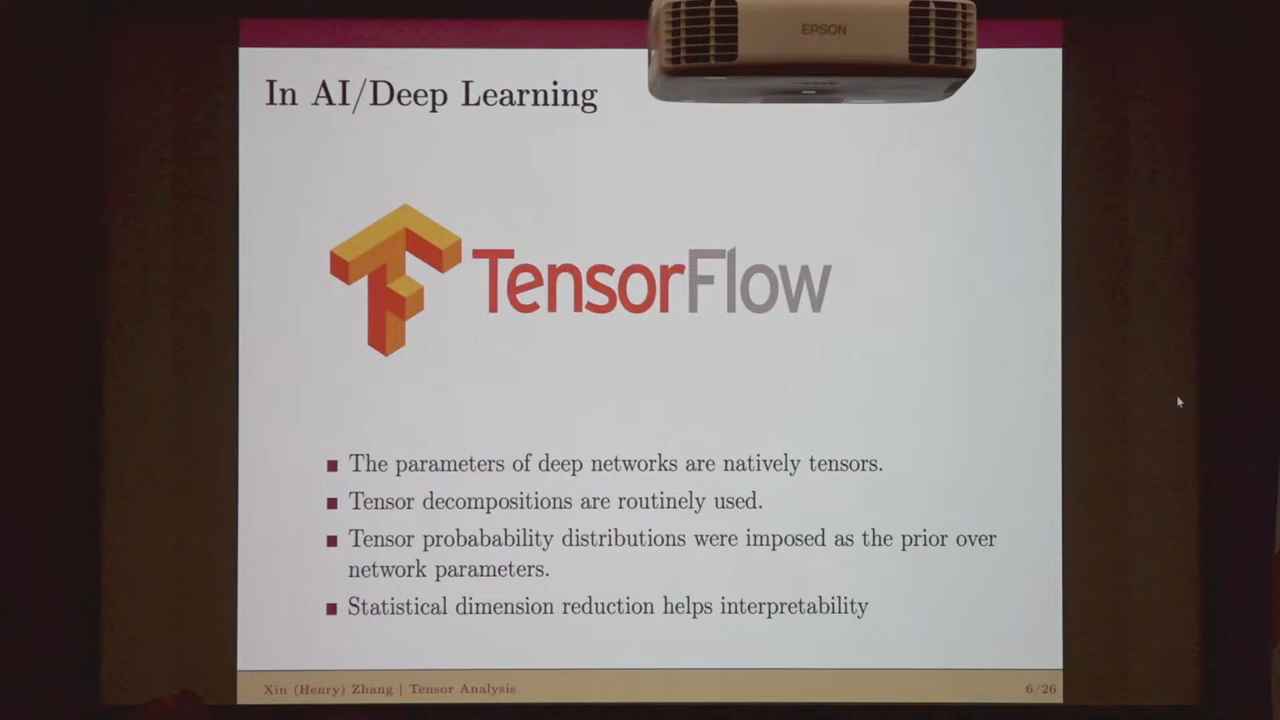 EPSON
In AI/Deep Learning
TensorFlow
The parameters of deep networks are natively tensors.
Tensor decompositions are routinely used.
Tensor probabability distributions were imposed as the prior over
network parameters.
Statistical dimension reduction helps interpretability
Xin (Henry) Zhang | Tensor Analysis
6/26